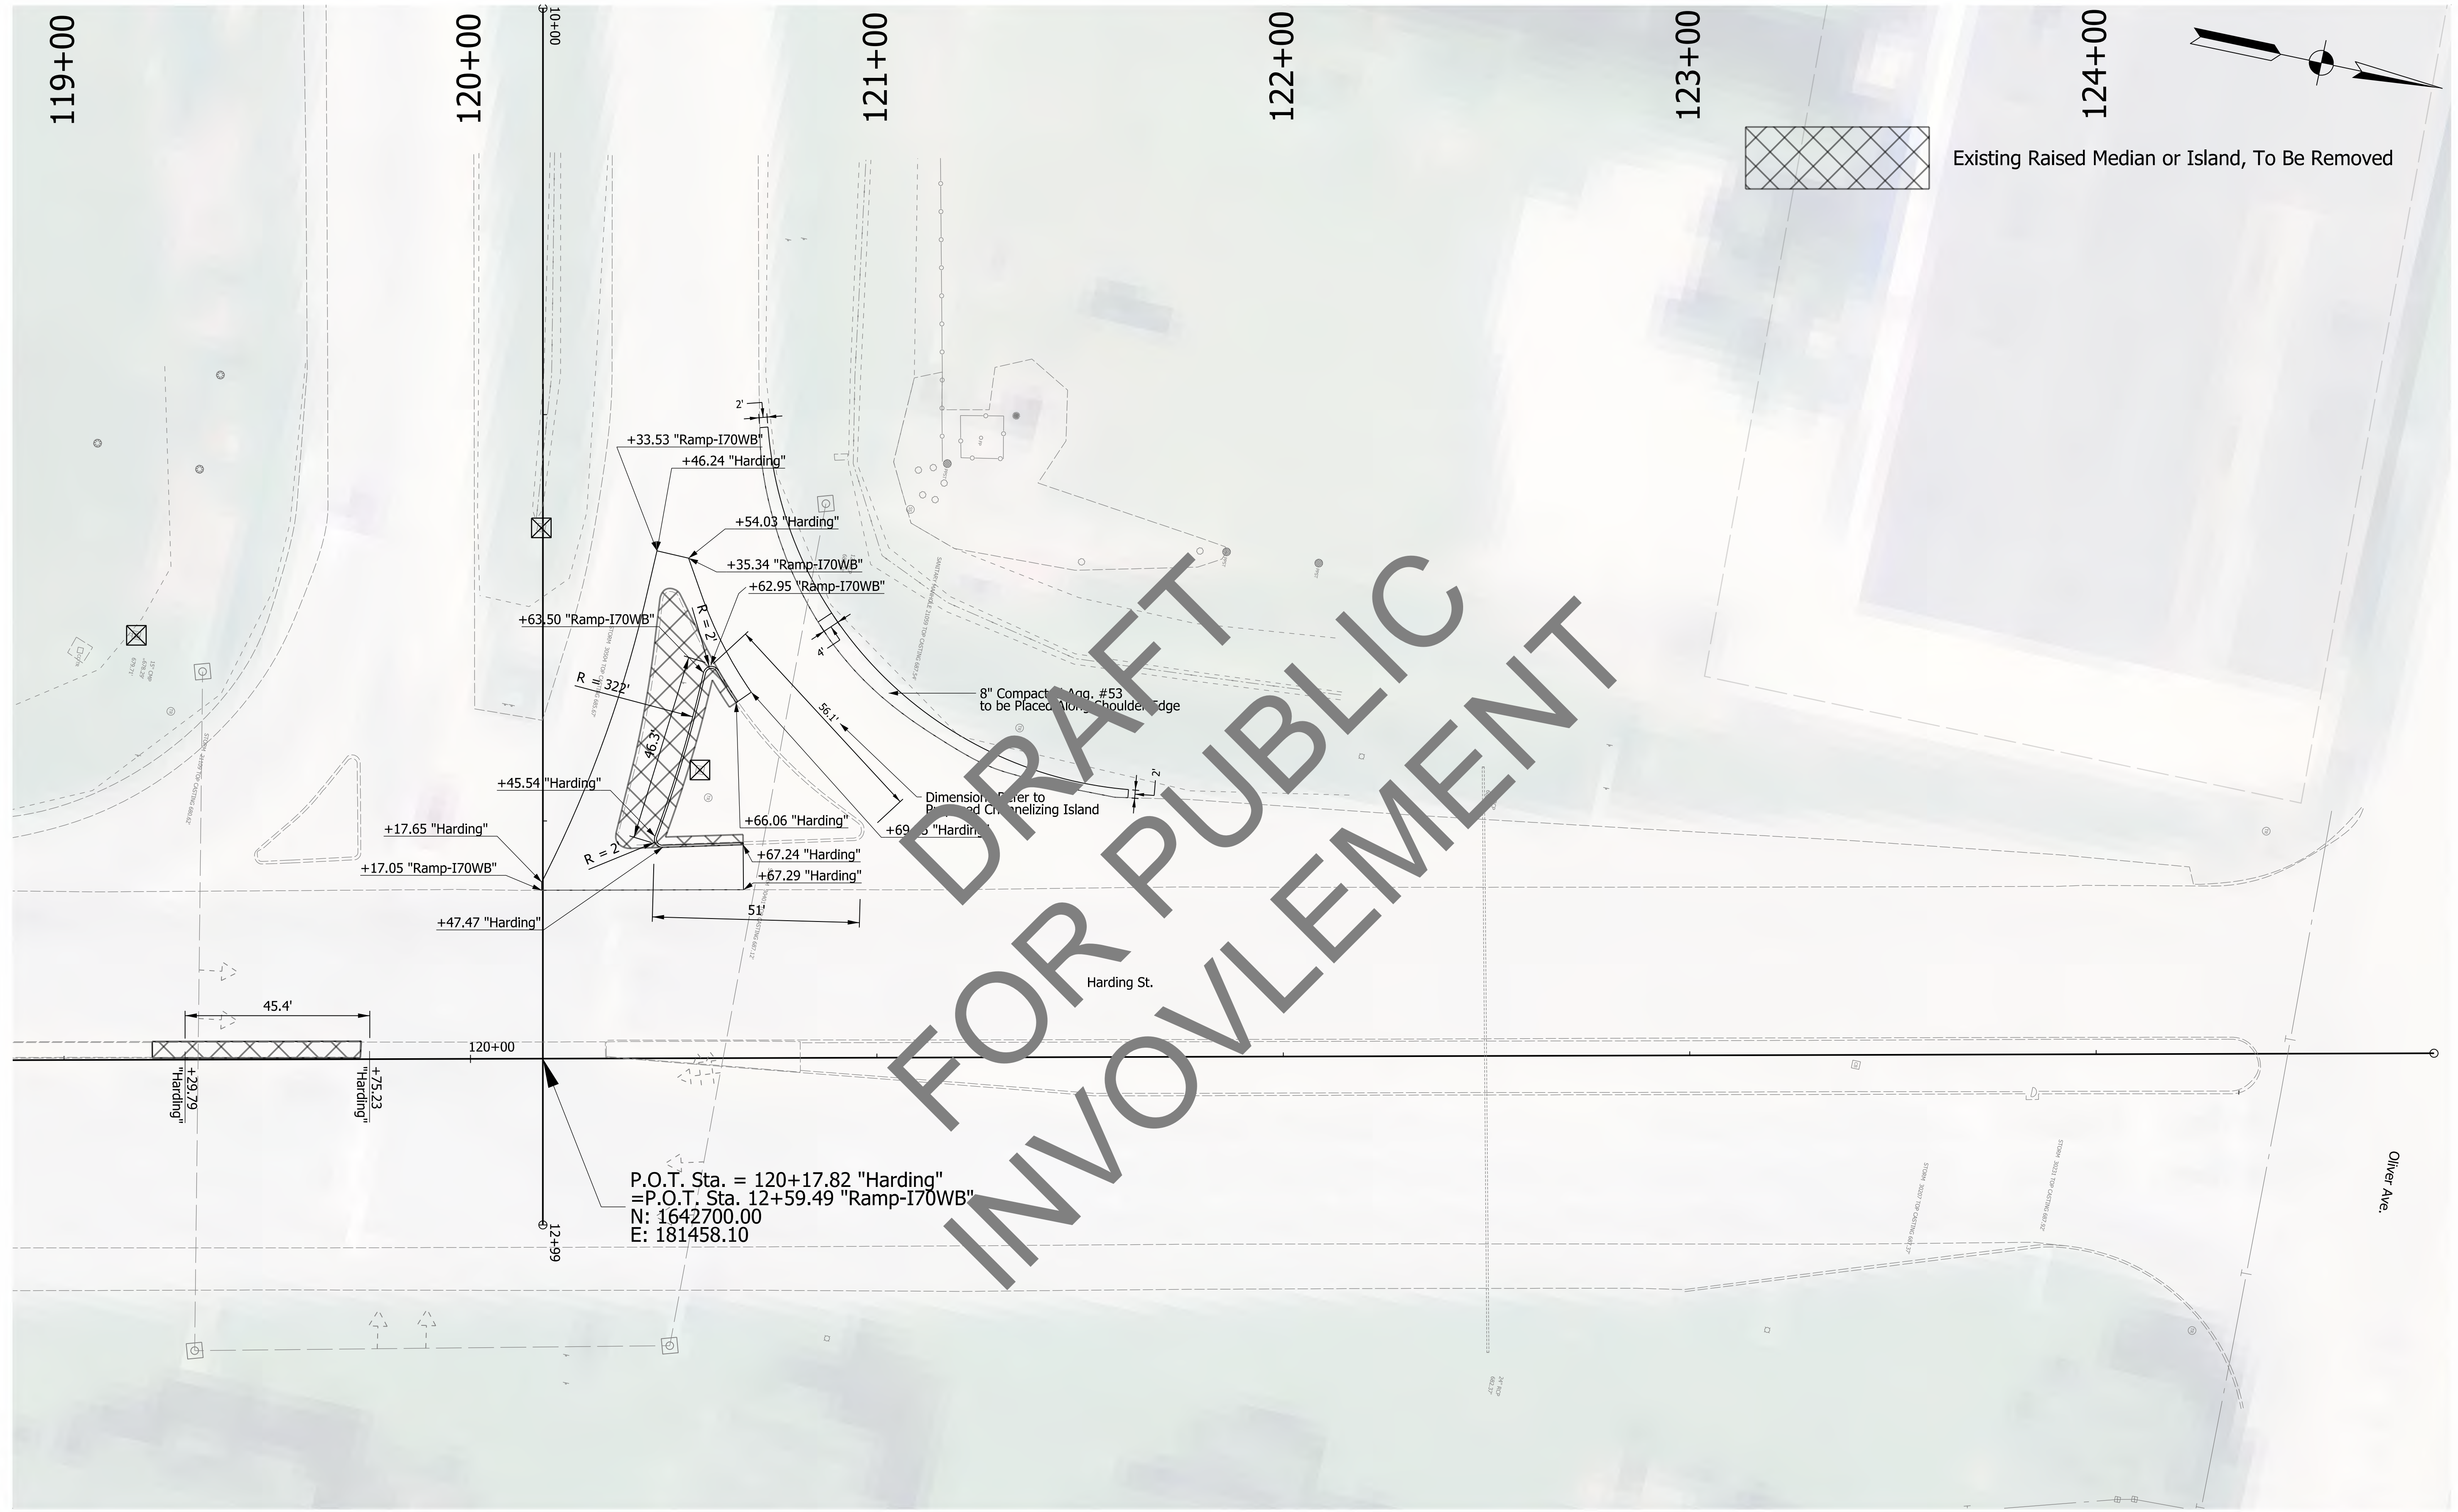 119+00
120+00
121+00
122+00
123+00
124+00
10+00
Existing Raised Median or Island, To Be Removed
2'
+33.53 "Ramp-I70WB"
+46.24 "Harding"
+54.03 "Harding"
+35.34 "Ramp-I70WB"
+62.95 "Ramp-I70WB"
+63.50 "Ramp-I70WB"
R = 2'
4'
R = 322'
46.3'
56.1'
8" Compacted Agg. #53
to be Placed Along Shoulder Edge
2'
Dimensions Refer to
Proposed Channelizing Island
+45.54 "Harding"
+66.06 "Harding"
+17.65 "Harding"
R = 2'
+67.24 "Harding"
+17.05 "Ramp-I70WB"
+67.29 "Harding"
+47.47 "Harding"
51'
Harding St.
45.4'
120+00
+29.79
"Harding"
+75.23
"Harding"
P.O.T. Sta. = 120+17.82 "Harding"
=P.O.T. Sta. 12+59.49 "Ramp-I70WB"
N: 1642700.00
E: 181458.10
12+99
Oliver Ave.
DRAFT
FOR PUBLIC
INVOVLEMENT